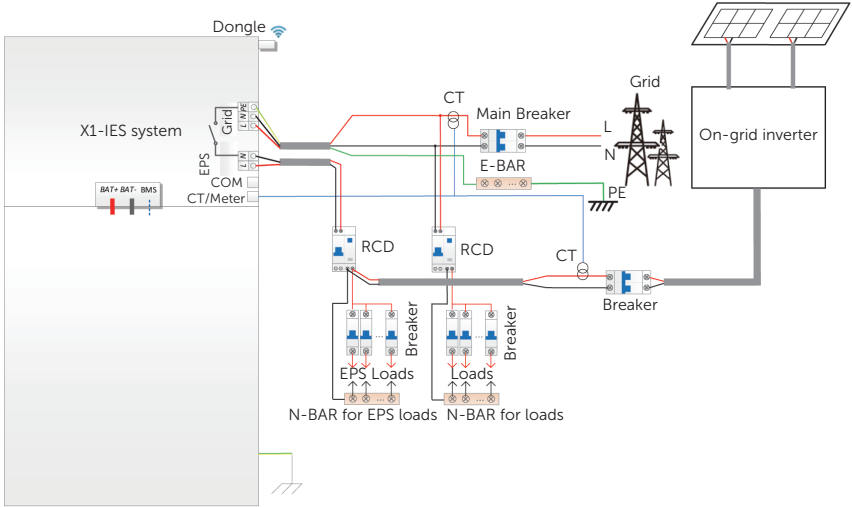 Dongle
CT
Main Breaker
Grid
L
N
PE
X1-IES system
Grid
L N PE
EPS
L N
E-BAR
On-grid inverter
BAT+ BAT- BMS
COM
CT/Meter
RCD
RCD
CT
Breaker
Breaker
Breaker
EPS Loads
Loads
N-BAR for EPS loads
N-BAR for loads